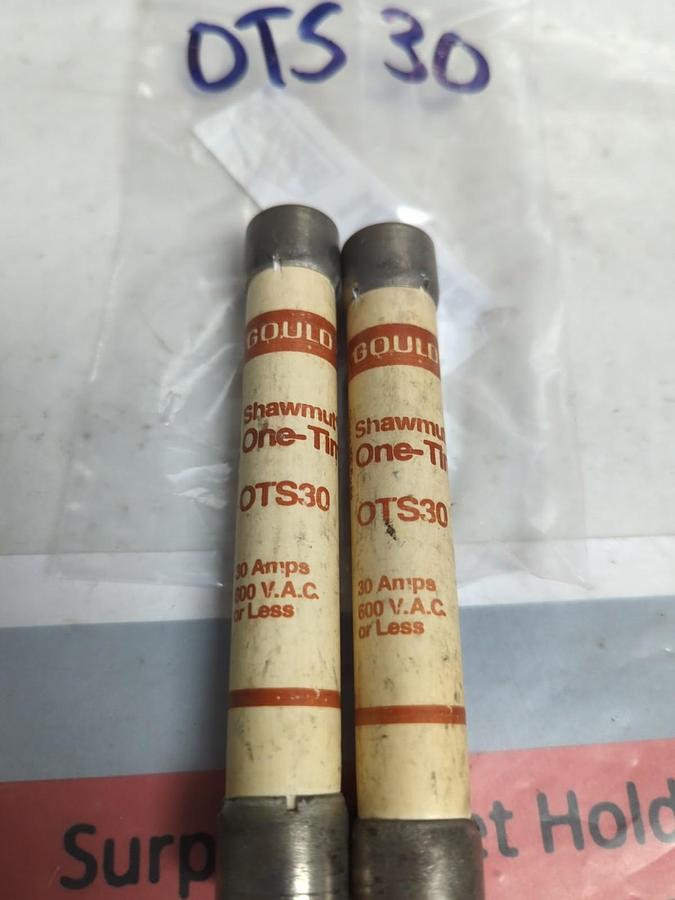 OTS 30
GOULD
Shawmut
One-Tim
OTS30
30 Amps
600 V.A.C.
or Less
GOULD
Shawmut
One-Tim
OTS30
30 Amps
600 V.A.C.
or Less
Surp et Hold